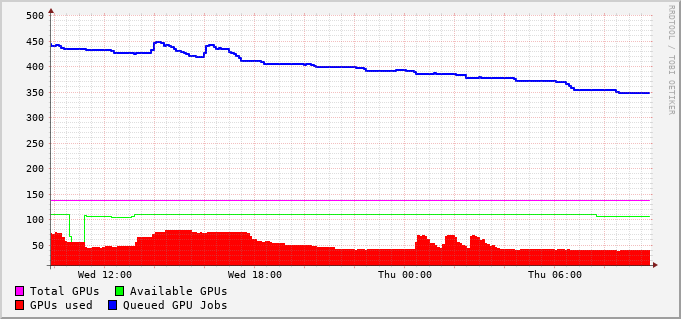 500
450
400
350
300
250
200
150
100
50
Wed 12:00 Wed 18:00 Thu 00:00 Thu 06:00
Total GPUs Available GPUs
GPUs used Queued GPU Jobs
RRDTOOL / TOBI OETIKER